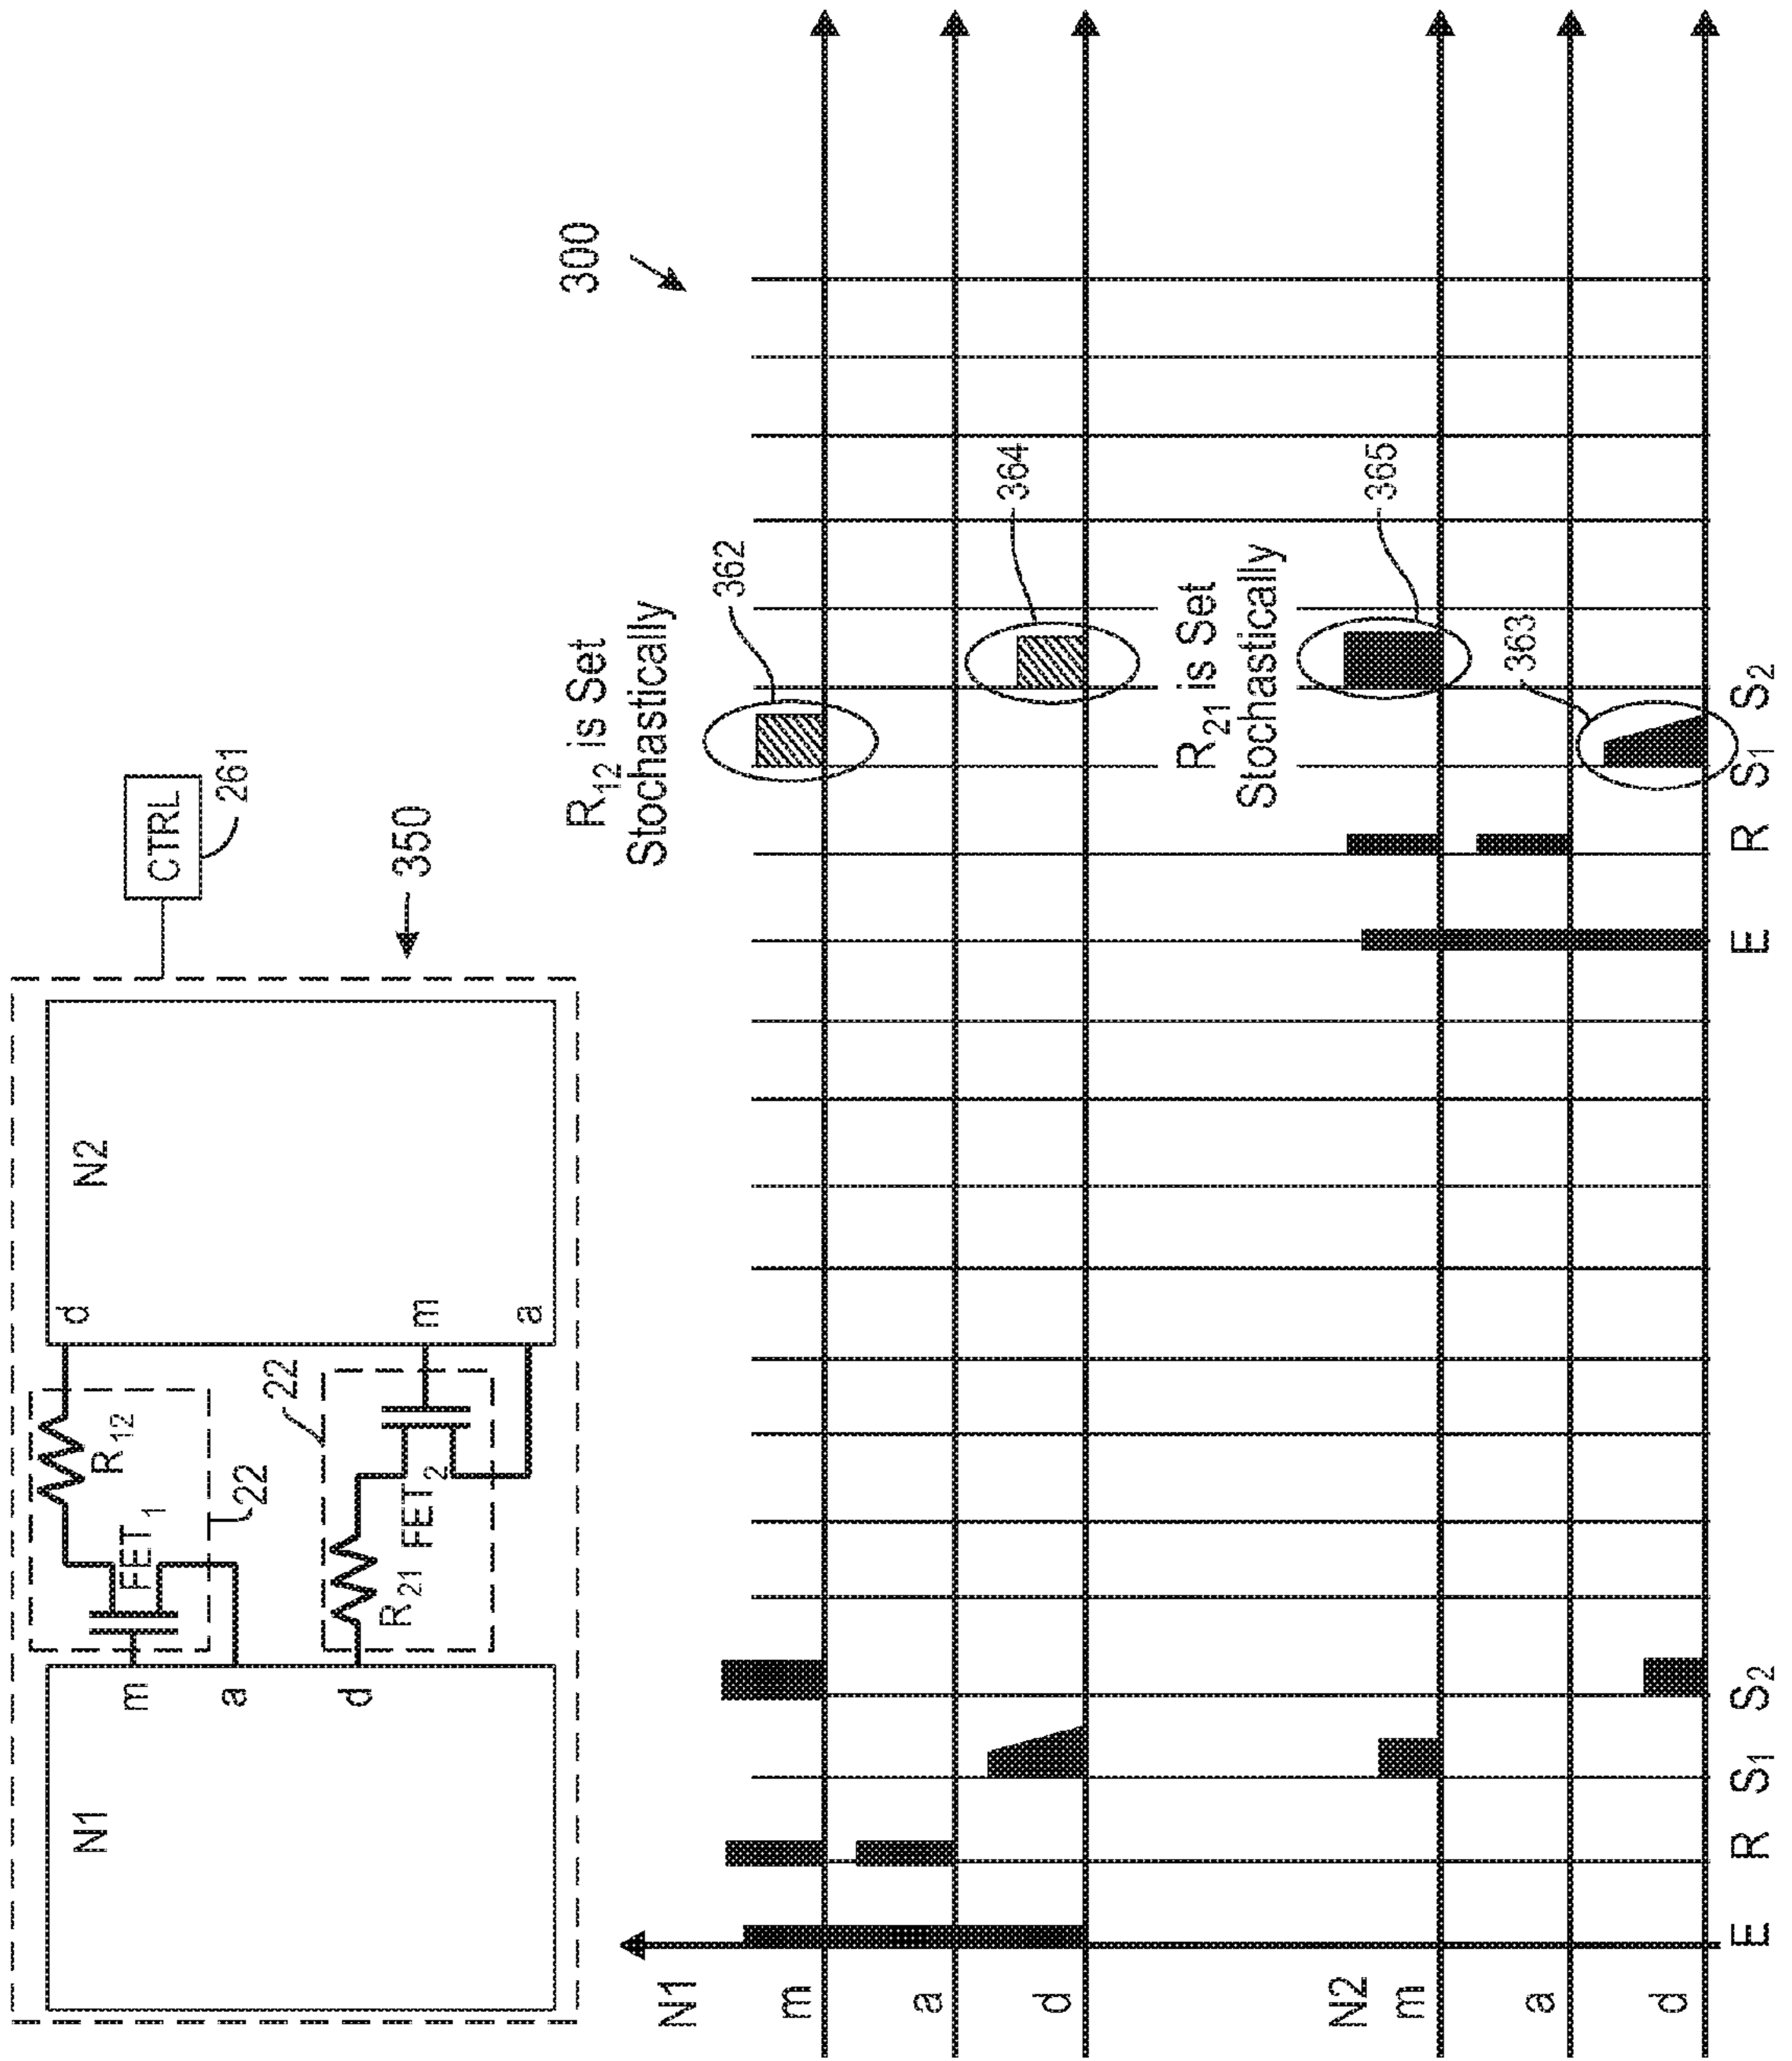 N1
m
a
d
FET1
R12
22
R21
FET2
22
N2
d
m
a
CTRL
261
350
300
R12 is Set
Stochastically
362
364
R21 is Set
Stochastically
365
363
N1
m
a
d
N2
m
a
d
E R S1 S2 E R S1 S2